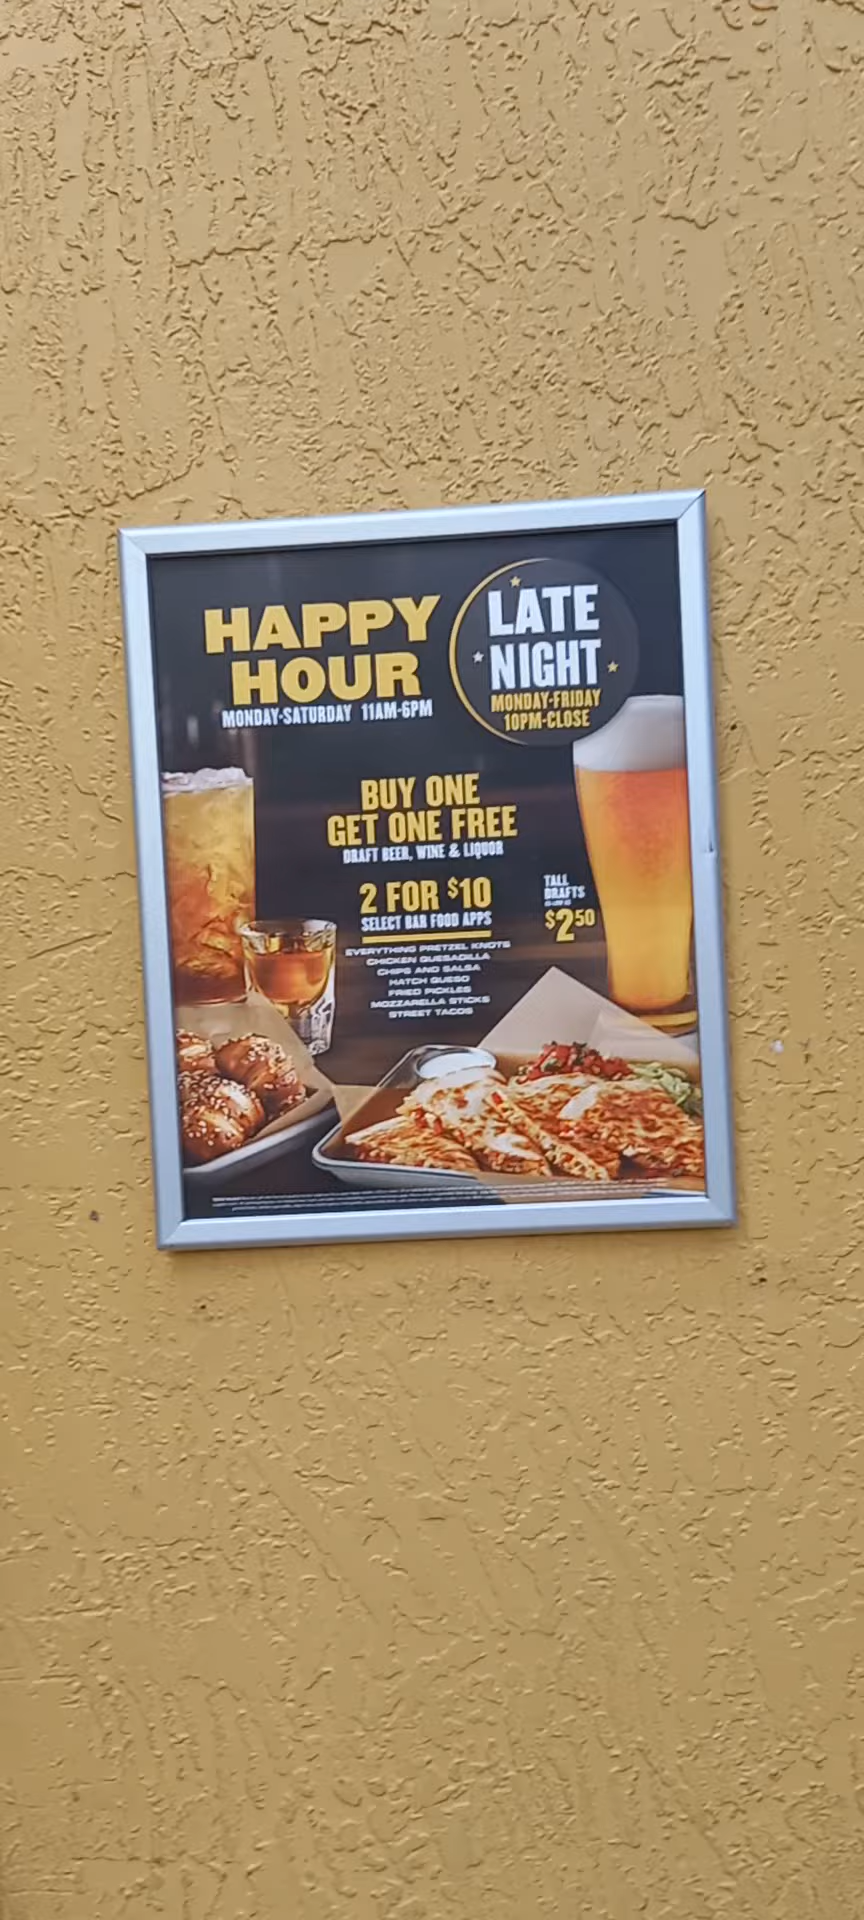 HAPPY
HOUR
MONDAY-SATURDAY 11AM-6PM
LATE
NIGHT
MONDAY-FRIDAY
10PM-CLOSE
BUY ONE
GET ONE FREE
DRAFT BEER, WINE & LIQUOR
2 FOR $10
SELECT BAR FOOD APPS
EVERYTHING PRETZEL KNOTS
CHICKEN QUESADILLA
CHIPS AND SALSA
HATCH QUESO
FRIED PICKLES
MOZZARELLA STICKS
STREET TACOS
TALL
DRAFTS
$2.50